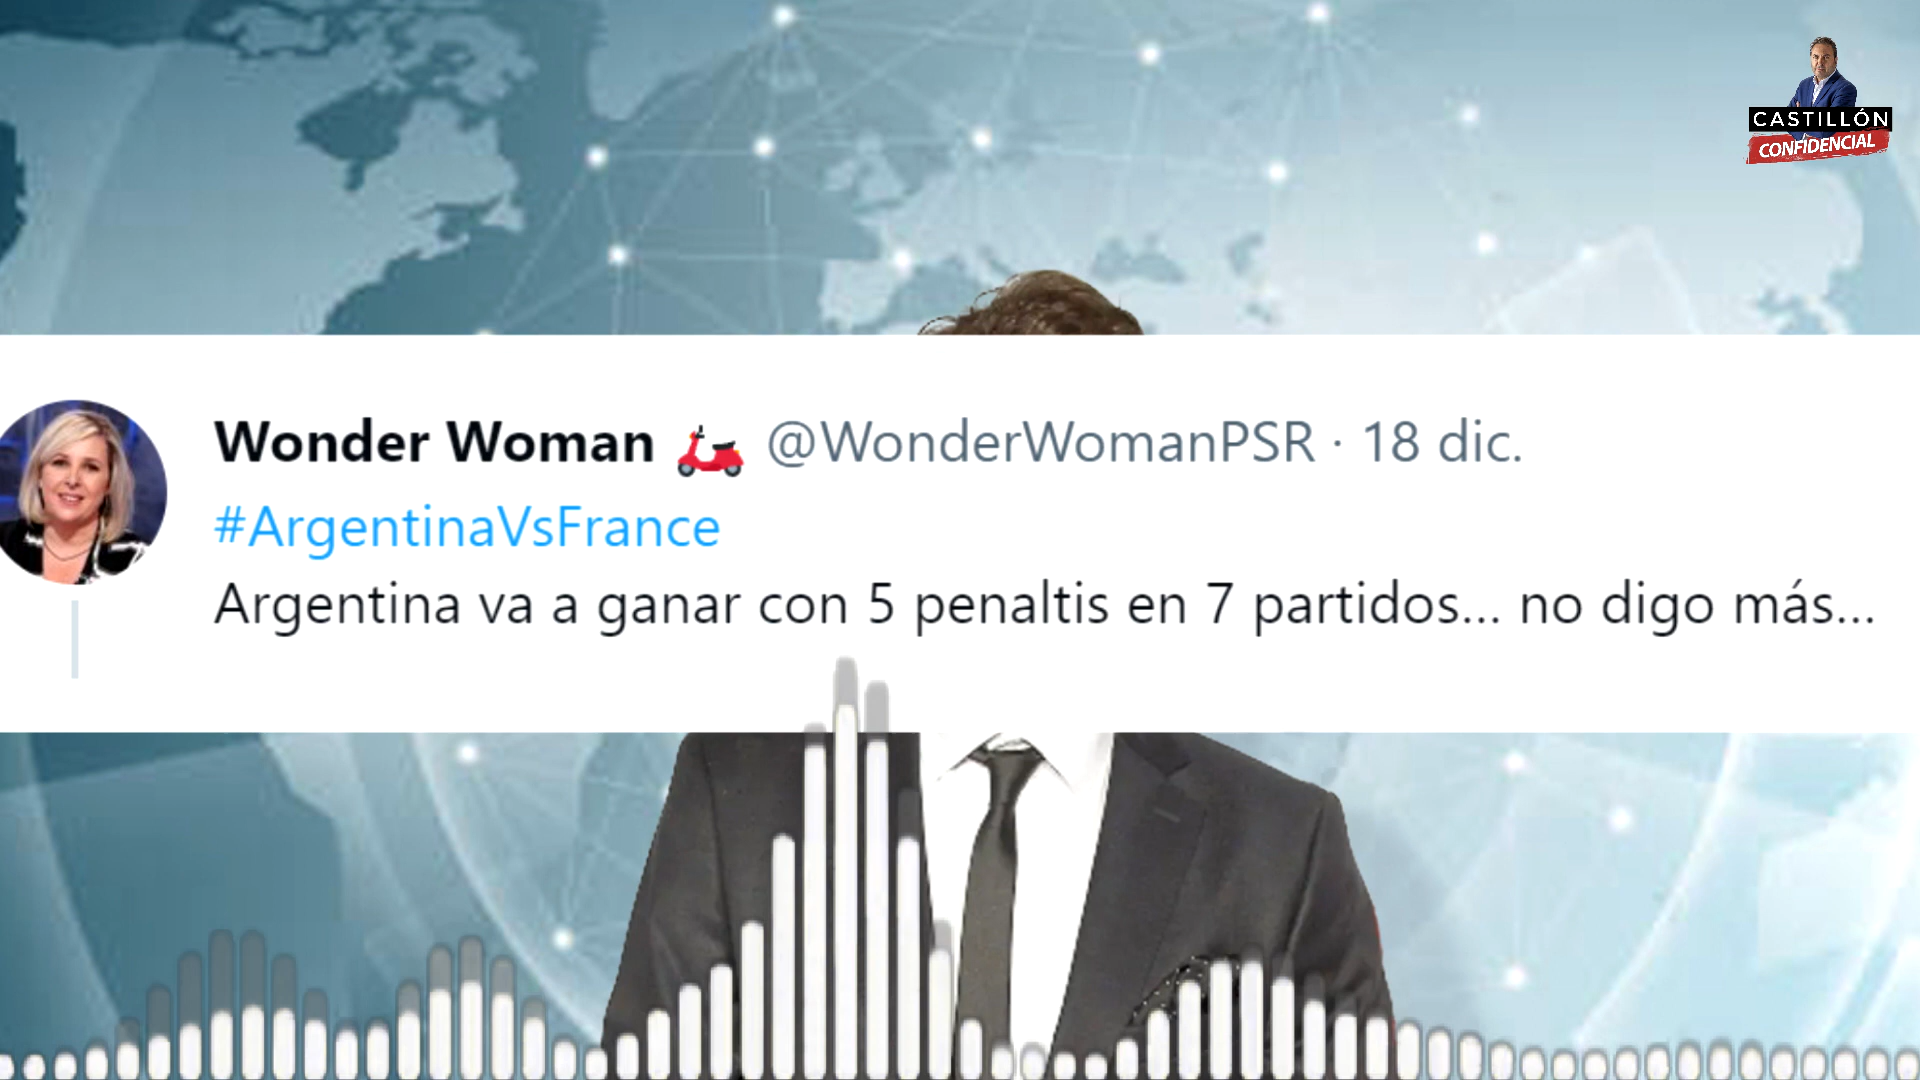 CASTILLÓN
CONFIDENCIAL
Wonder Woman 🛵 @WonderWomanPSR · 18 dic.
#ArgentinaVsFrance
Argentina va a ganar con 5 penaltis en 7 partidos... no digo más...